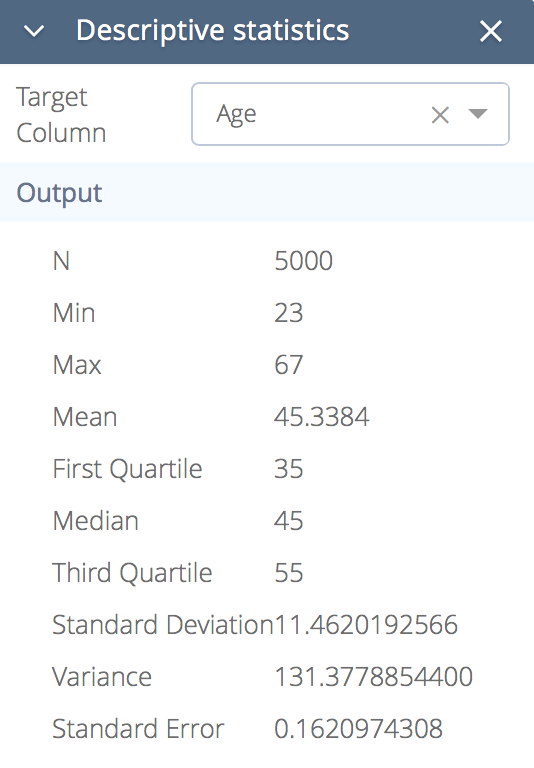 Descriptive statistics
Target
Column
Age
Output
N 5000
Min 23
Max 67
Mean 45.3384
First Quartile 35
Median 45
Third Quartile 55
Standard Deviation 11.4620192566
Variance 131.3778854400
Standard Error 0.1620974308